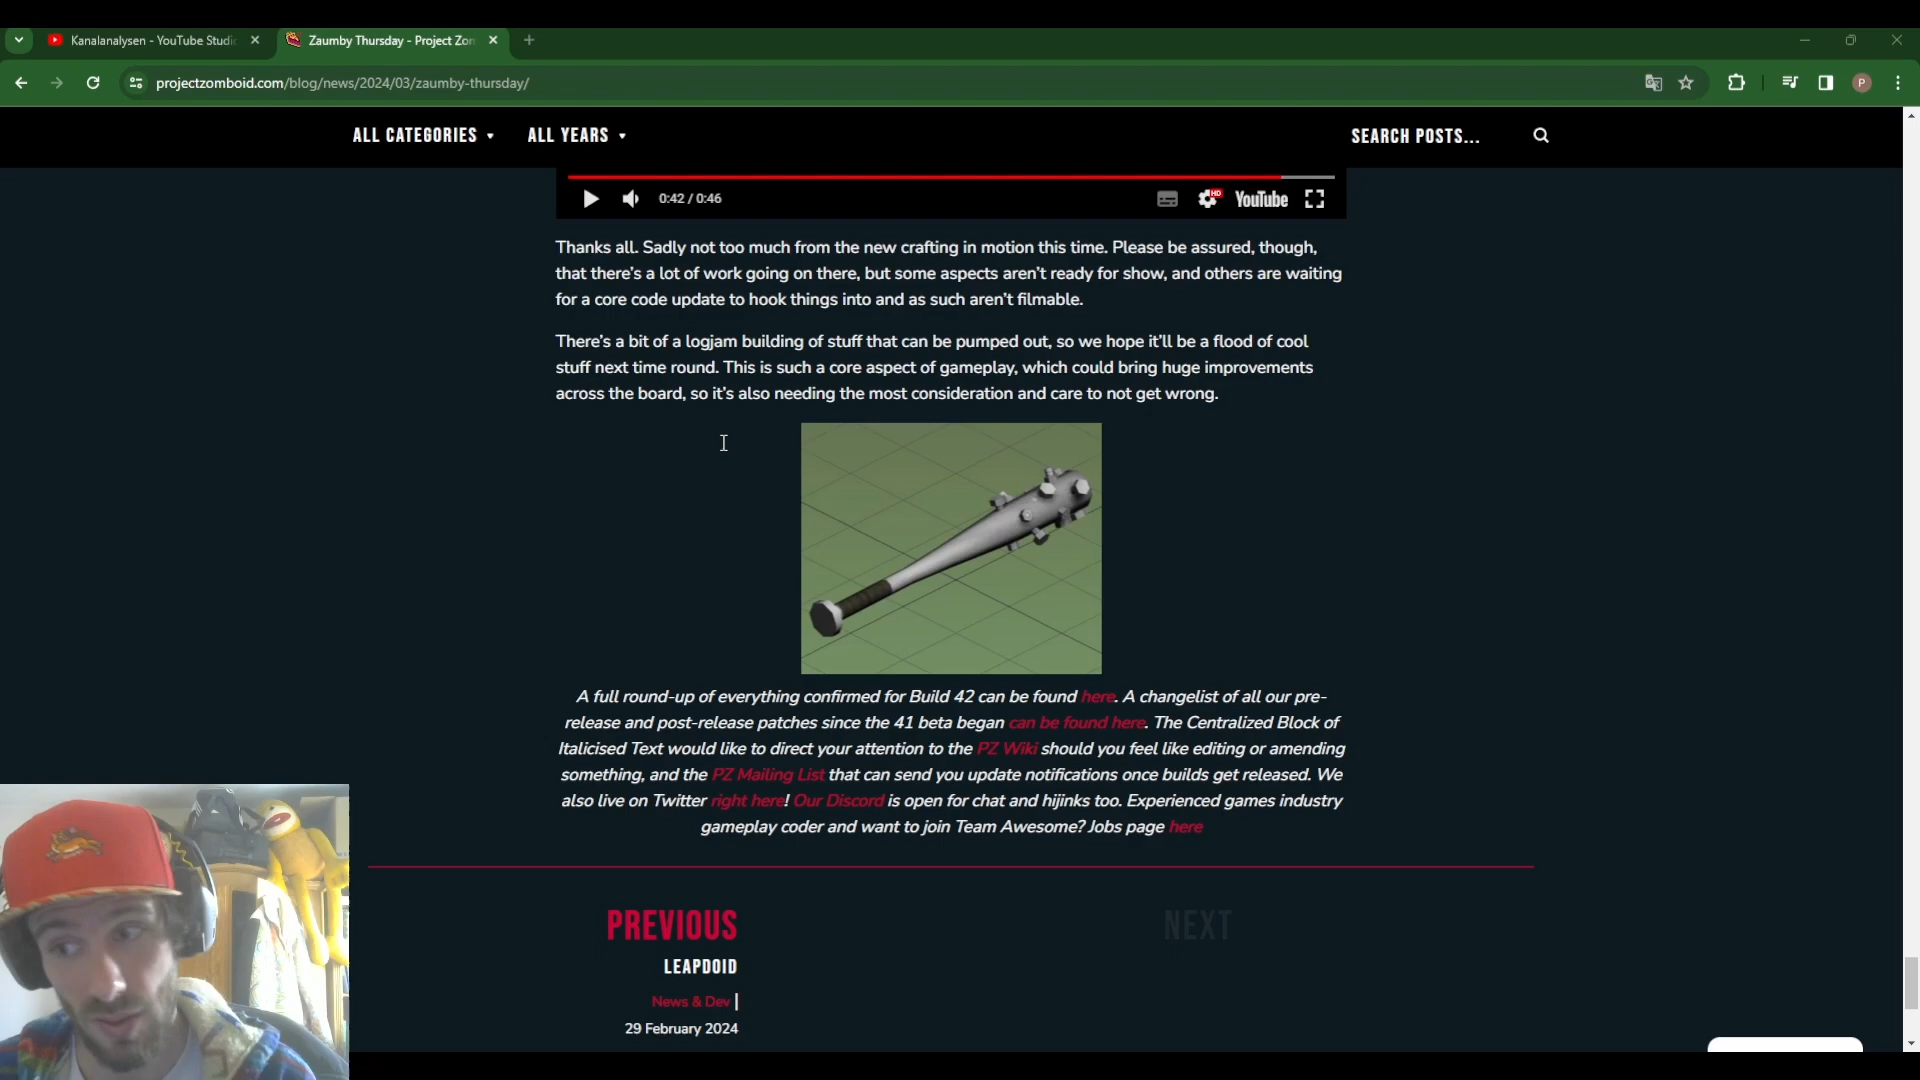 Kanalanalysen - YouTube Studi
Zaumby Thursday - Project Zom
projectzomboid.com/blog/news/2024/03/zaumby-thursday/
P
ALL CATEGORIES
ALL YEARS
SEARCH POSTS...
0:42 / 0:46
HD
YouTube
Thanks all. Sadly not too much from the new crafting in motion this time. Please be assured, though,
that there's a lot of work going on there, but some aspects aren't ready for show, and others are waiting
for a core code update to hook things into and as such aren't filmable.
There's a bit of a logjam building of stuff that can be pumped out, so we hope it'll be a flood of cool
stuff next time round. This is such a core aspect of gameplay, which could bring huge improvements
across the board, so it's also needing the most consideration and care to not get wrong.
A full round-up of everything confirmed for Build 42 can be found here. A changelist of all our pre-
release and post-release patches since the 41 beta began can be found here. The Centralized Block of
Italicised Text would like to direct your attention to the PZ Wiki should you feel like editing or amending
something, and the PZ Mailing List that can send you update notifications once builds get released. We
also live on Twitter right here! Our Discord is open for chat and hijinks too. Experienced games industry
gameplay coder and want to join Team Awesome? Jobs page here
PREVIOUS
NEXT
LEAPDOID
News & Dev |
29 February 2024